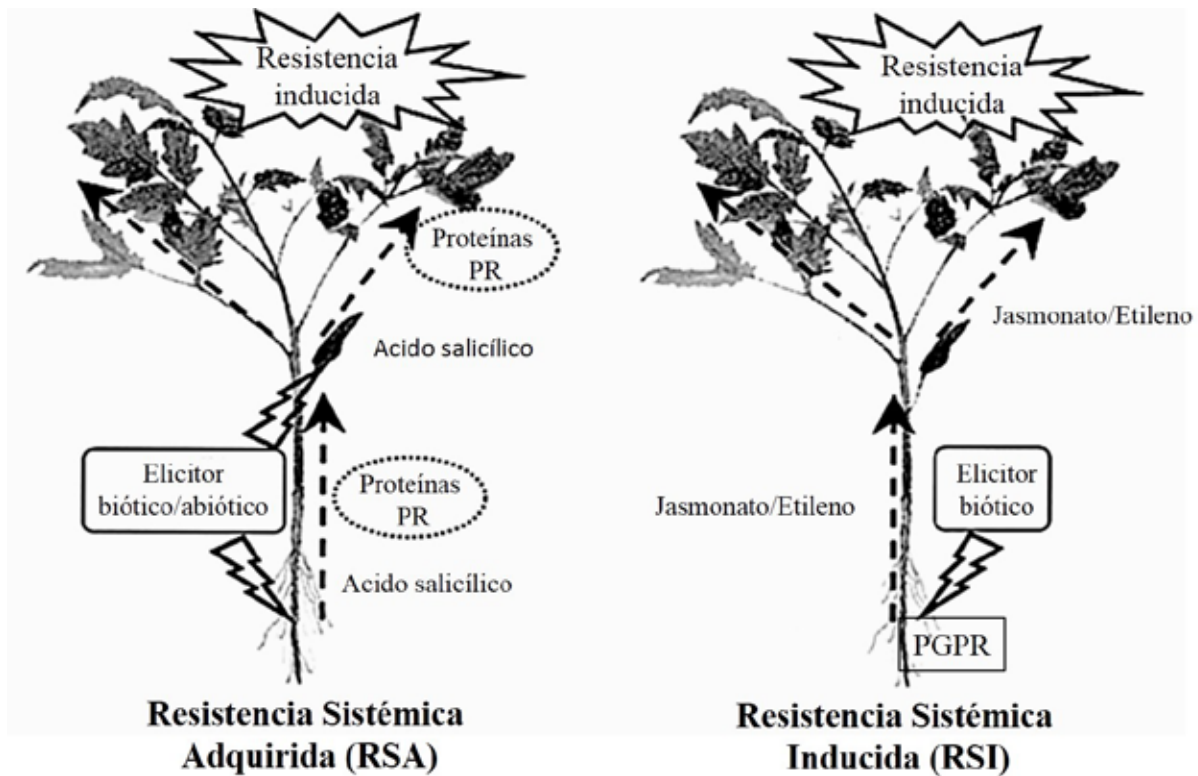 Resistencia
inducida
Proteínas
PR
Acido salicílico
Elicitor
biótico/abiótico
Proteínas
PR
Acido salicílico
Resistencia Sistémica
Adquirida (RSA)
Resistencia
inducida
Jasmonato/Etileno
Jasmonato/Etileno
Elicitor
biótico
PGPR
Resistencia Sistémica
Inducida (RSI)